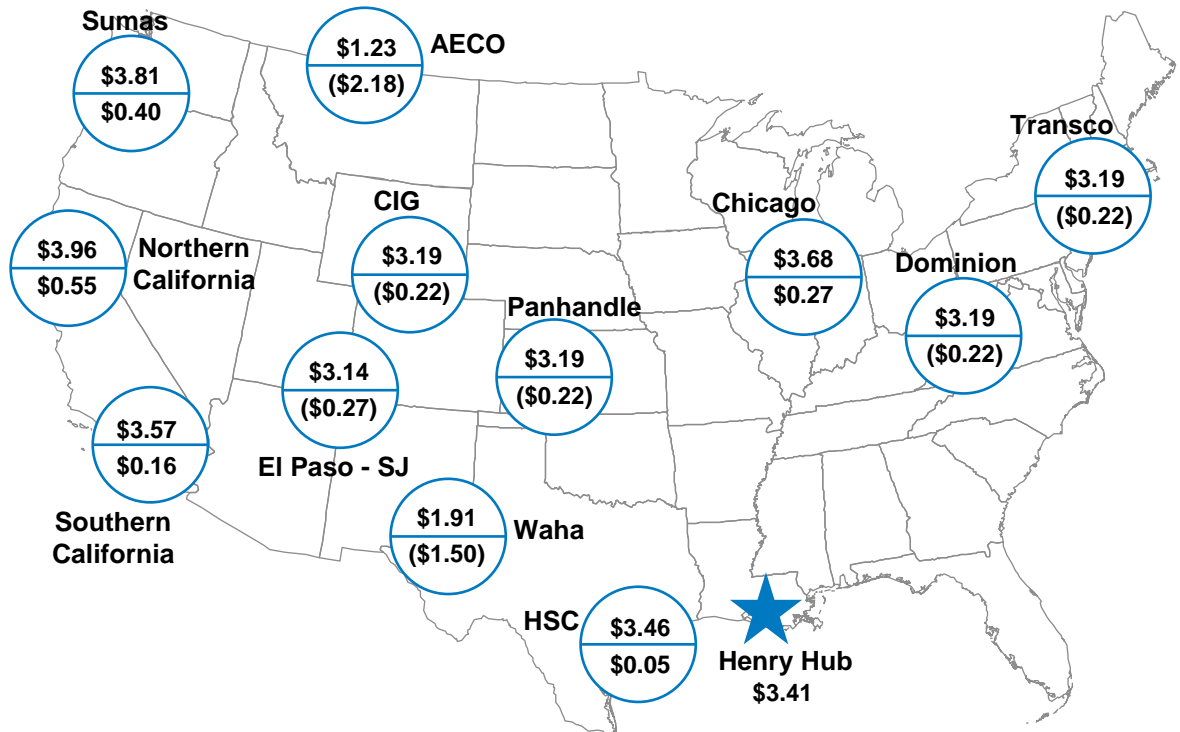 Sumas
$3.81
$0.40
AECO
$1.23
($2.18)
Transco
$3.19
($0.22)
CIG
$3.19
($0.22)
Chicago
$3.68
$0.27
Northern
California
$3.96
$0.55
Dominion
$3.19
($0.22)
Panhandle
$3.19
($0.22)
$3.14
($0.27)
El Paso - SJ
$3.57
$0.16
Southern
California
Waha
$1.91
($1.50)
HSC
$3.46
$0.05
Henry Hub
$3.41